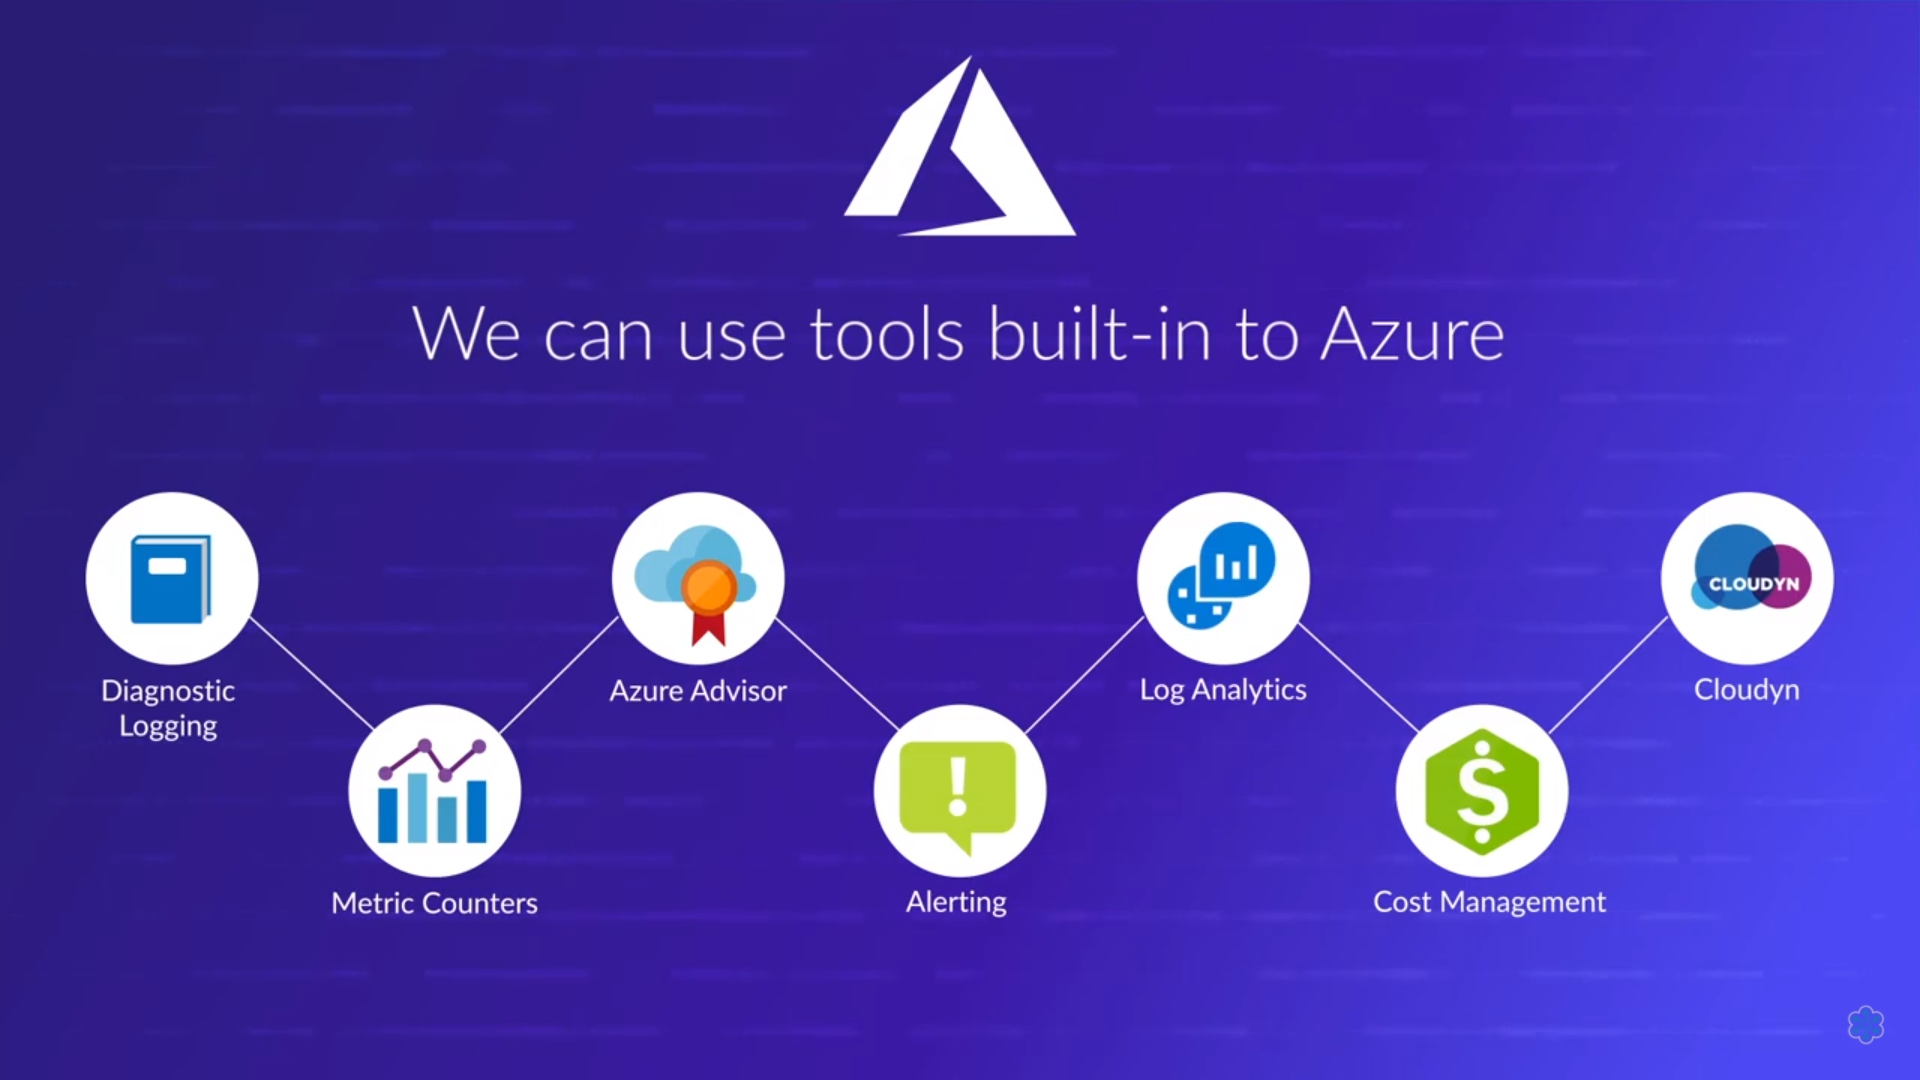 We can use tools built-in to Azure
Diagnostic
Logging
Metric Counters
Azure Advisor
Alerting
Log Analytics
$
Cost Management
CLOUDYN
Cloudyn